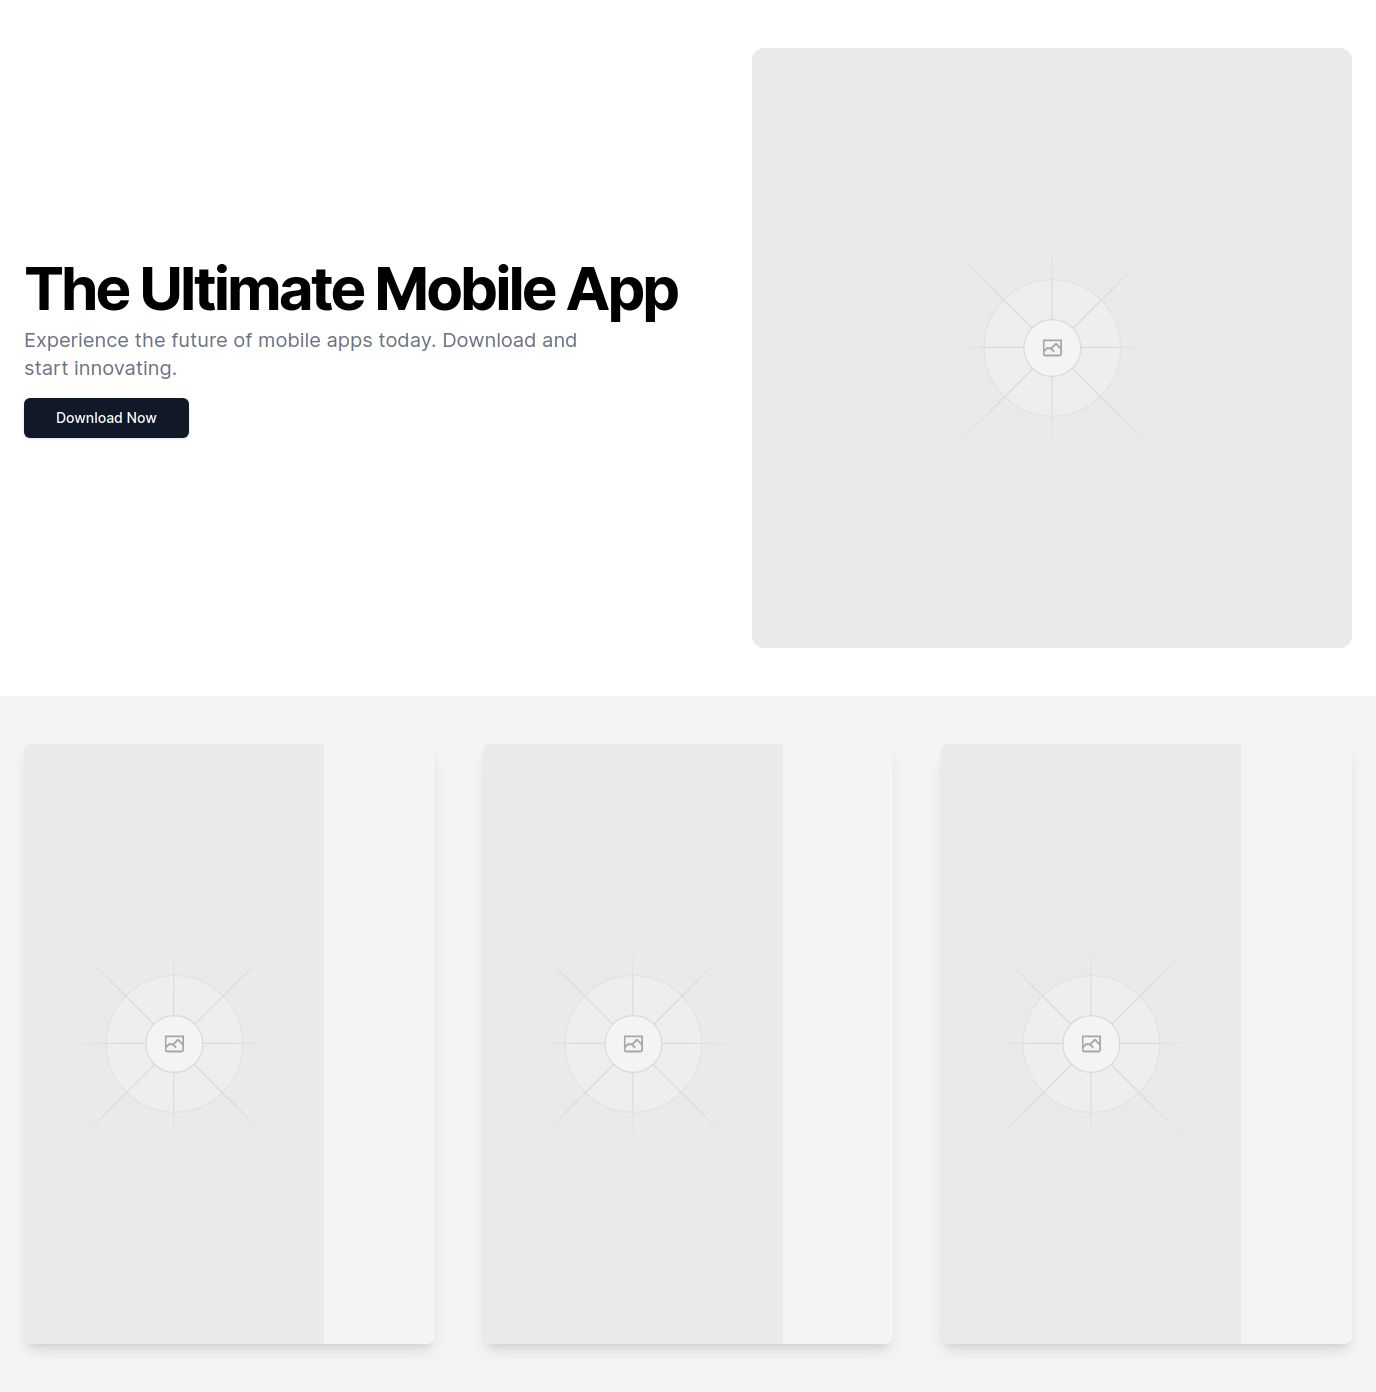 The Ultimate Mobile App
Experience the future of mobile apps today. Download and
start innovating.
Download Now